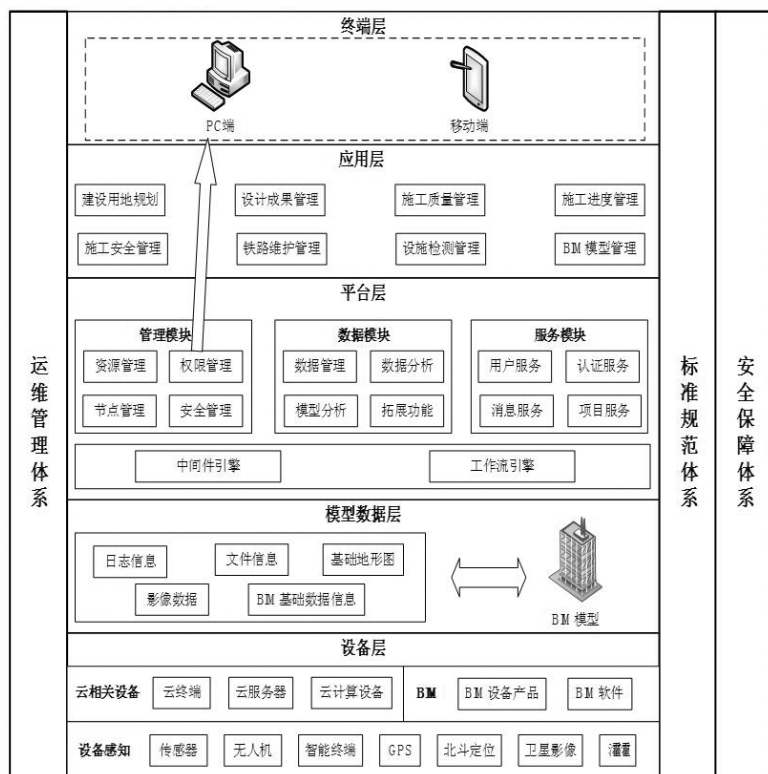 终端层
PC端 移动端
应用层
建设用地规划 设计成果管理 施工质量管理 施工进度管理
施工安全管理 铁路维护管理 设施检测管理 BIM 模型管理
平台层
管理模块 数据模块 服务模块
资源管理 权限管理 数据管理 数据分析 用户服务 认证服务
节点管理 安全管理 模型分析 拓展功能 消息服务 项目服务
中间件引擎 工作流引擎
模型数据层
日志信息 文件信息 基础地形图
影像数据 BIM 基础数据信息
BIM 模型
设备层
云相关设备 云终端 云服务器 云计算设备 BIM BIM 设备产品 BIM 软件
设备感知 传感器 无人机 智能终端 GPS 北斗定位 卫星影像
运维管理体系
标准规范体系
安全保障体系